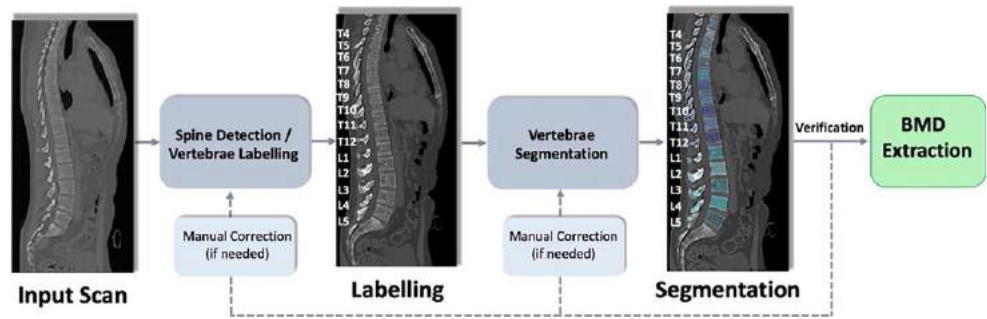 T4
T5
T6
T7
T8
T9
T10
T11
T12
L1
L2
L3
L4
L5
Input Scan
Spine Detection /
Vertebrae Labelling
Manual Correction
(if needed)
T4
T5
T6
T7
T8
T9
T10
T11
T12
L1
L2
L3
L4
L5
Labelling
Vertebrae
Segmentation
Manual Correction
(if needed)
Segmentation
Verification
BMD
Extraction